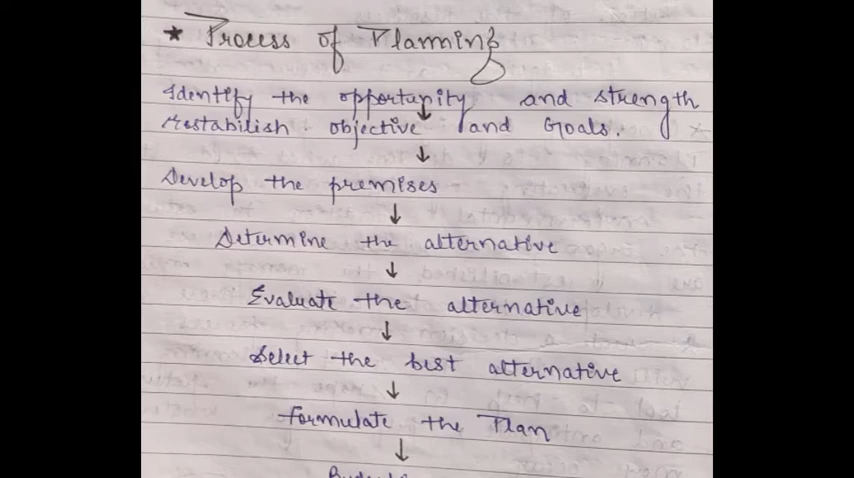 * Process of Planning
Identify the opportunity and strength
Restabilish objective and Goals.
↓
Develop the premises
↓
Determine the alternative
↓
Evaluate the alternative
↓
Select the best alternative
↓
Formulate the Plan
↓